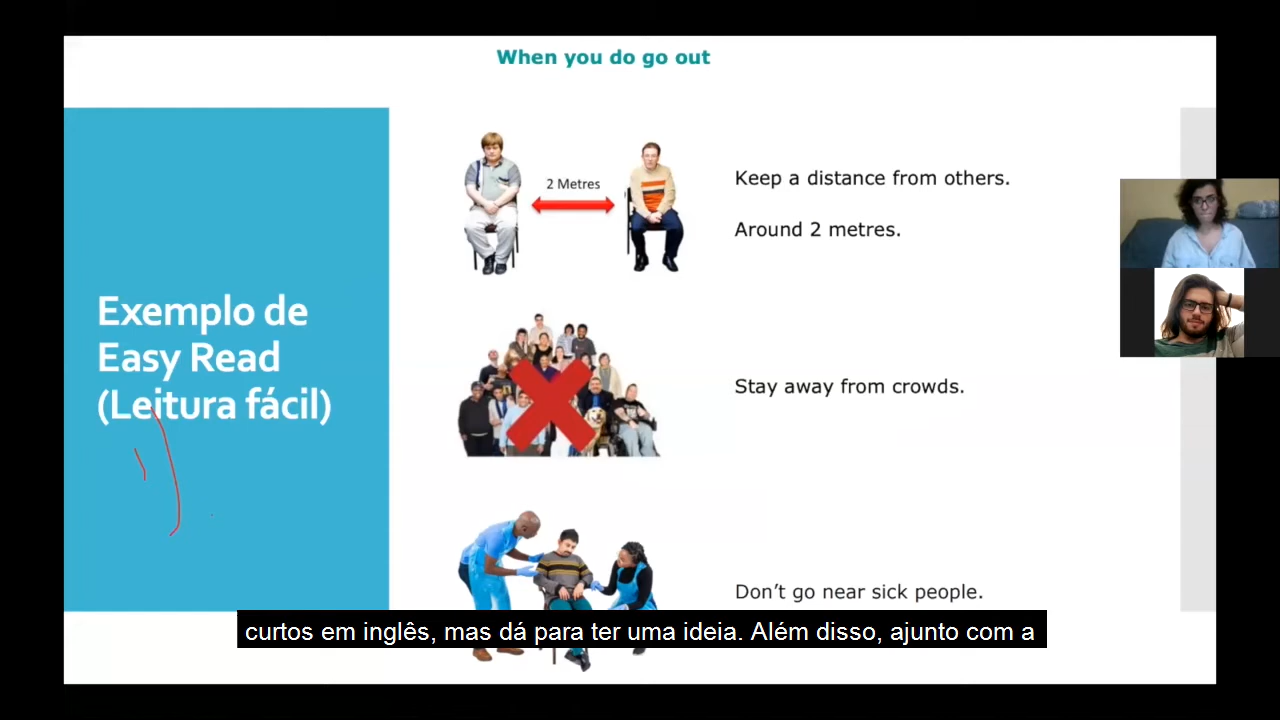 When you do go out
Exemplo de
Easy Read
(Leitura fácil)
2 Metres
Keep a distance from others.
Around 2 metres.
Stay away from crowds.
Don't go near sick people.
curtos em inglês, mas dá para ter uma ideia. Além disso, ajunto com a